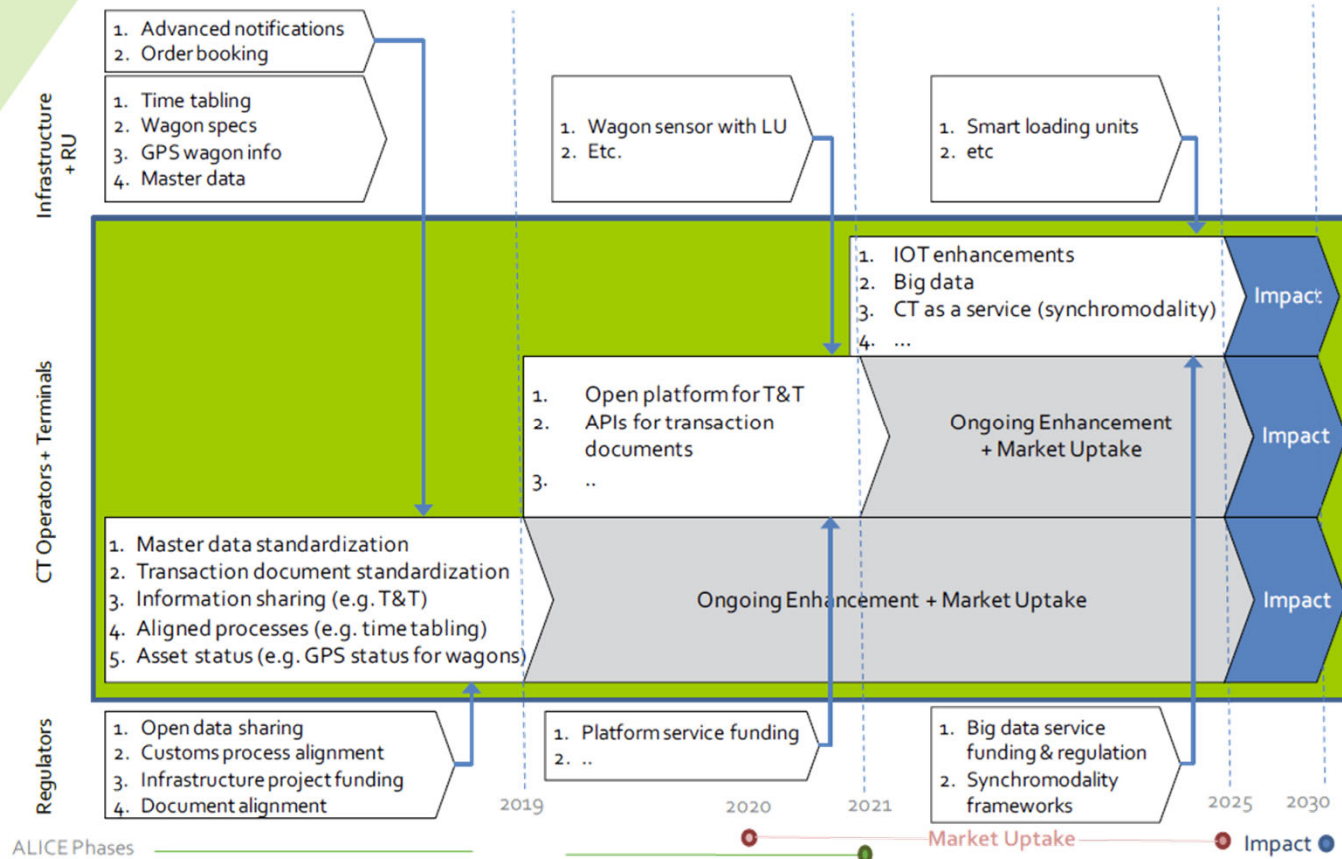 1. Advanced notifications
2. Order booking
Infrastructure
+ RU
1. Time tabling
2. Wagon specs
3. GPS wagon info
4. Master data
1. Wagon sensor with LU
2. Etc.
1. Smart loading units
2. etc
CT Operators + Terminals
1. IOT enhancements
2. Big data
3. CT as a service (synchromodality)
4. ...
Impact
1. Open platform for T&T
2. APIs for transaction
documents
3. ..
Ongoing Enhancement
+ Market Uptake
Impact
1. Master data standardization
2. Transaction document standardization
3. Information sharing (e.g. T&T)
4. Aligned processes (e.g. time tabling)
5. Asset status (e.g. GPS status for wagons)
Ongoing Enhancement + Market Uptake
Impact
Regulators
1. Open data sharing
2. Customs process alignment
3. Infrastructure project funding
4. Document alignment
1. Platform service funding
2. ..
1. Big data service
funding & regulation
2. Synchromodality
frameworks
2019
2020
2021
2025
2030
ALICE Phases
Market Uptake
Impact